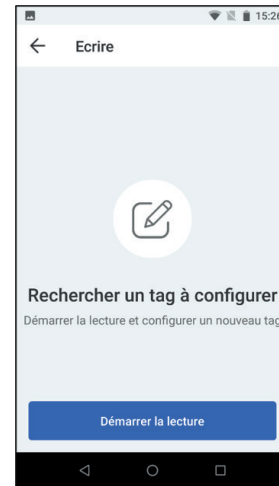 15:26
Ecrire
Rechercher un tag à configurer
Démarrer la lecture et configurer un nouveau tag
Démarrer la lecture